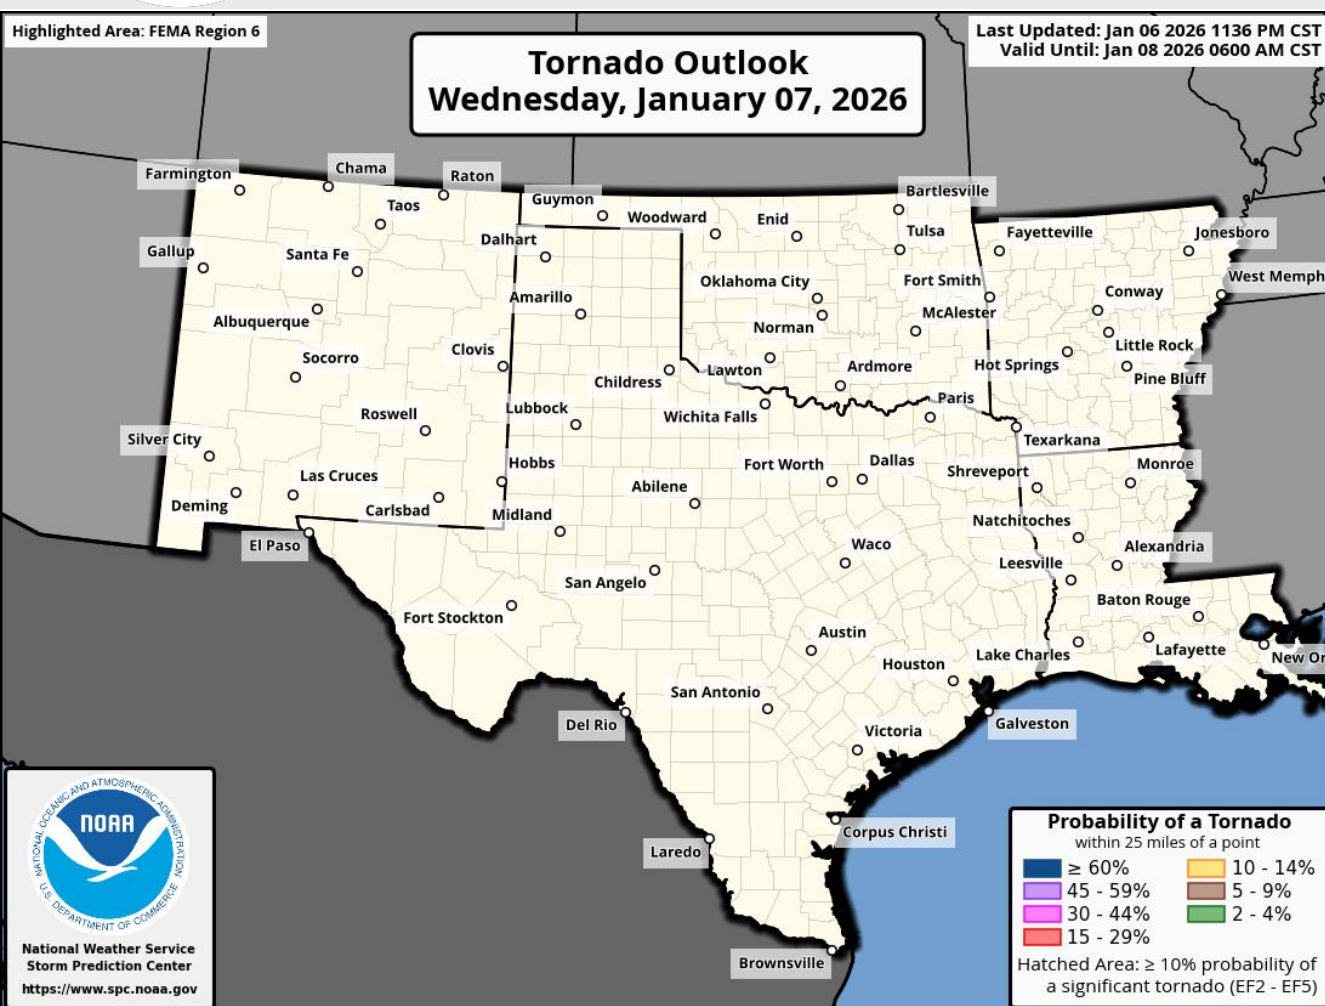 Highlighted Area: FEMA Region 6
Last Updated: Jan 06 2026 1136 PM CST
Valid Until: Jan 08 2026 0600 AM CST
Tornado Outlook
Wednesday, January 07, 2026
Farmington
Chama
Raton
Taos
Guymon
Woodward
Enid
Bartlesville
Tulsa
Fayetteville
Jonesboro
Gallup
Santa Fe
Dalhart
Oklahoma City
Fort Smith
West Memph
Amarillo
Conway
Albuquerque
Norman
McAlester
Little Rock
Socorro
Clovis
Childress
Lawton
Ardmore
Hot Springs
Pine Bluff
Roswell
Lubbock
Wichita Falls
Paris
Silver City
Texarkana
Las Cruces
Hobbs
Fort Worth
Dallas
Shreveport
Monroe
Deming
Carlsbad
Abilene
Midland
Natchitoches
El Paso
Waco
Alexandria
San Angelo
Leesville
Fort Stockton
Baton Rouge
Austin
Houston
Lake Charles
Lafayette
New Or
San Antonio
Del Rio
Victoria
Galveston
Corpus Christi
Laredo
Brownsville
NATIONAL OCEANIC AND ATMOSPHERIC ADMINISTRATION
NOAA
U.S. DEPARTMENT OF COMMERCE
National Weather Service
Storm Prediction Center
https://www.spc.noaa.gov
Probability of a Tornado
within 25 miles of a point
≥ 60%
45 - 59%
30 - 44%
15 - 29%
10 - 14%
5 - 9%
2 - 4%
Hatched Area: ≥ 10% probability of
a significant tornado (EF2 - EF5)